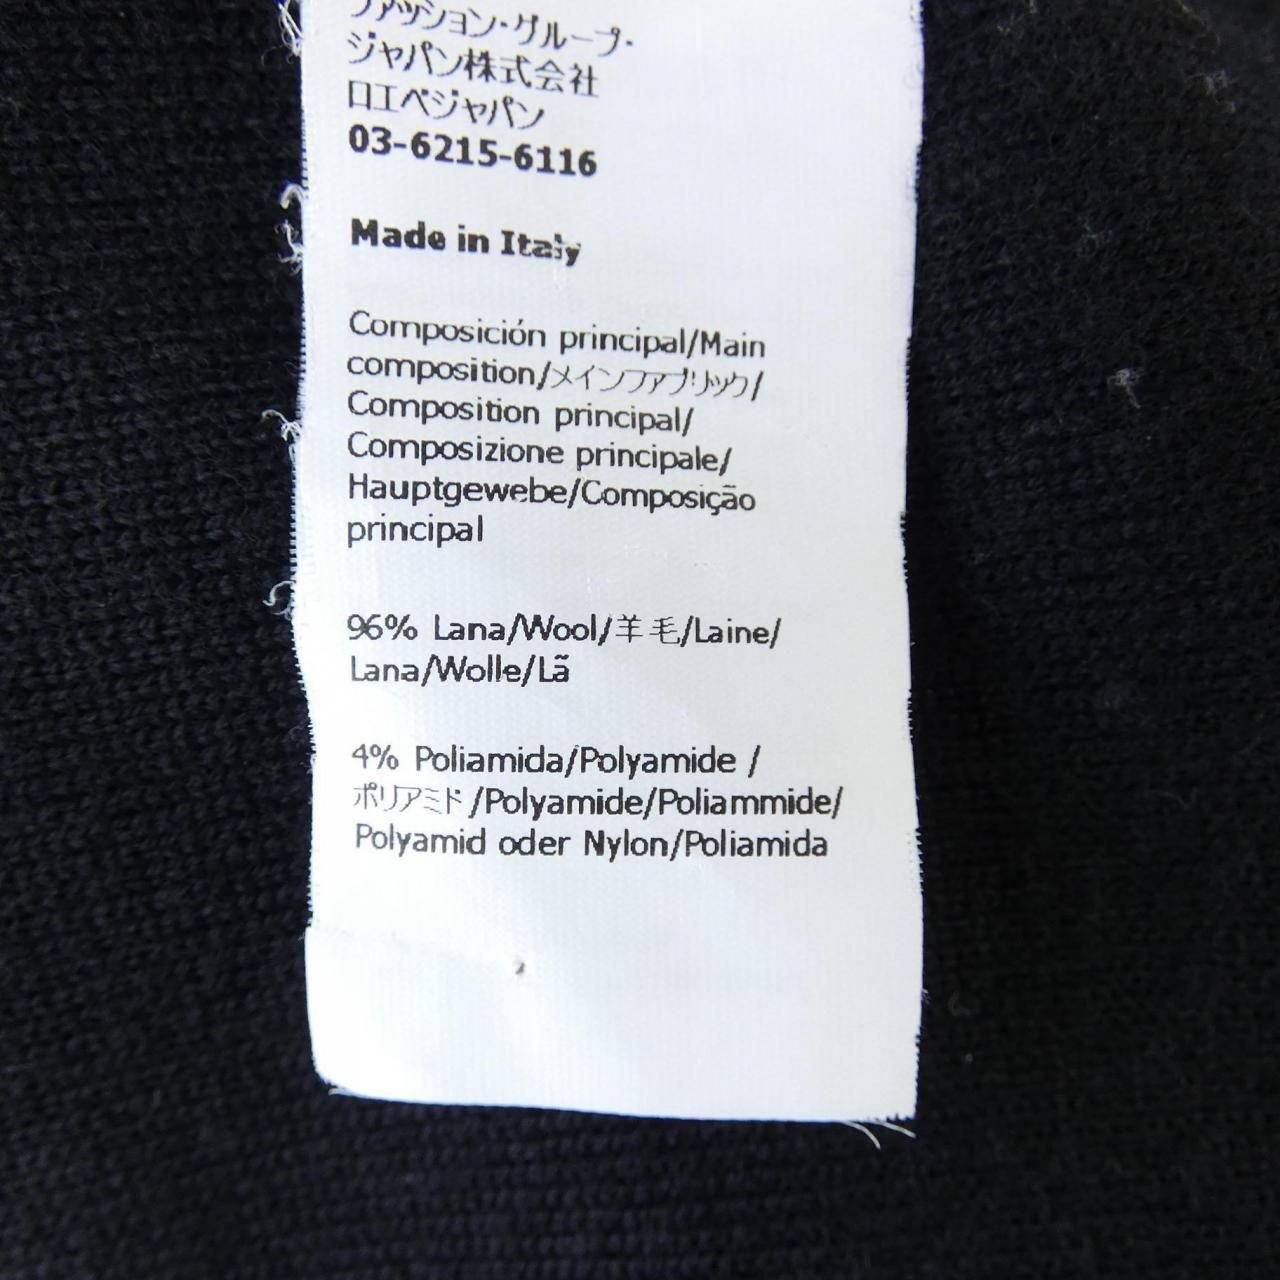 ファッション・グループ・
ジャパン株式会社
ロエベジャパン
03-6215-6116
Made in Italy
Composición principal/Main
composition/メインファブリック/
Composition principal/
Composizione principale/
Hauptgewebe/Composição
principal
96% Lana/Wool/羊毛/Laine/
Lana/Wolle/Lã
4% Poliamida/Polyamide /
ポリアミド/Polyamide/Poliammide/
Polyamid oder Nylon/Poliamida